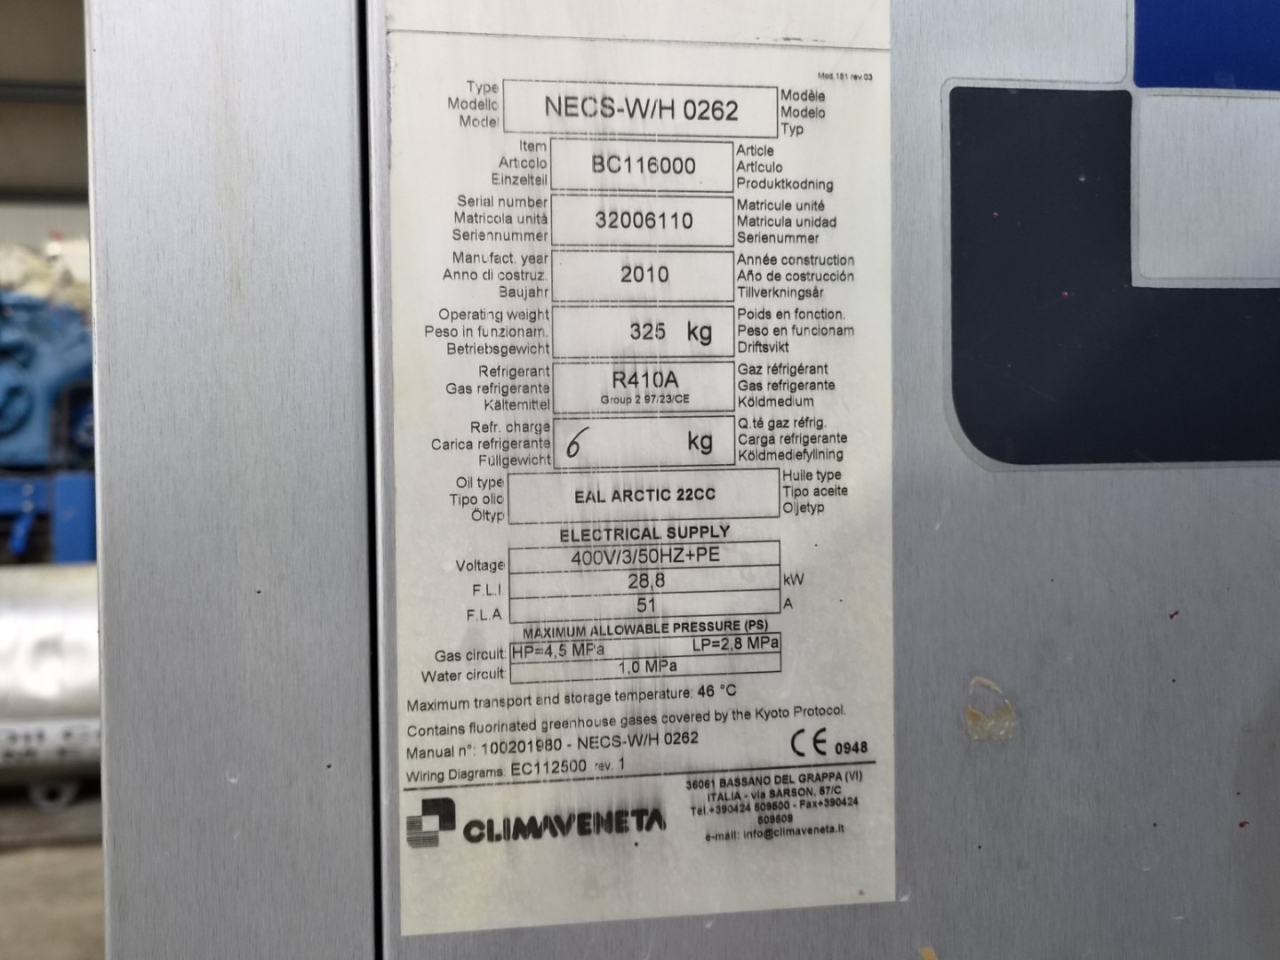 Mod.181 rev.03
Type
Modello
Model
NECS-W/H 0262
Modèle
Modelo
Typ
Item
Articolo
Einzelteil
BC116000
Article
Artículo
Produktkodning
Serial number
Matricola unità
Seriennummer
32006110
Matricule unité
Matricula unidad
Serienummer
Manufact. year
Anno di costruz.
Baujahr
2010
Année construction
Año de costrucción
Tillverkningsår
Operating weight
Peso in funzionam.
Betriebsgewicht
325 kg
Poids en fonction.
Peso en funcionam
Driftsvikt
Refrigerant
Gas refrigerante
Kältemittel
R410A
Group 2 97/23/CE
Gaz réfrigérant
Gas refrigerante
Köldmedium
Refr. charge
Carica refrigerante
Füllgewicht
6 kg
Q.té gaz réfrig.
Carga refrigerante
Köldmediefyllning
Oil type
Tipo olio
Öltyp
EAL ARCTIC 22CC
Huile type
Tipo aceite
Oljetyp
ELECTRICAL SUPPLY
Voltage 400V/3/50HZ+PE
F.L.I 28,8 kW
F.L.A. 51 A
MAXIMUM ALLOWABLE PRESSURE (PS)
Gas circuit: HP=4,5 MPa LP=2,8 MPa
Water circuit: 1,0 MPa
Maximum transport and storage temperature: 46 °C
Contains fluorinated greenhouse gases covered by the Kyoto Protocol.
Manual n°: 100201980 - NECS-W/H 0262
CE 0948
Wiring Diagrams: EC112500 rev. 1
CLIMAVENETA
36061 BASSANO DEL GRAPPA (VI)
ITALIA - via SARSON, 57/C
Tel.+390424 509500 - Fax+390424
509509
e-mail: info@climaveneta.it